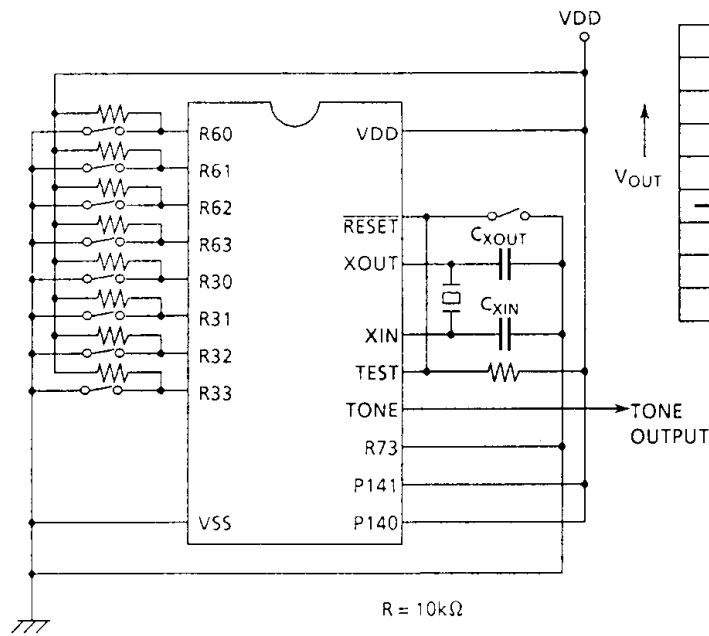 VDD
R60
R61
R62
R63
R30
R31
R32
R33
VSS
VDD
RESET
XOUT
XIN
TEST
TONE
R73
P141
P140
CXOUT
CXIN
TONE
OUTPUT
VOUT
R = 10kΩ